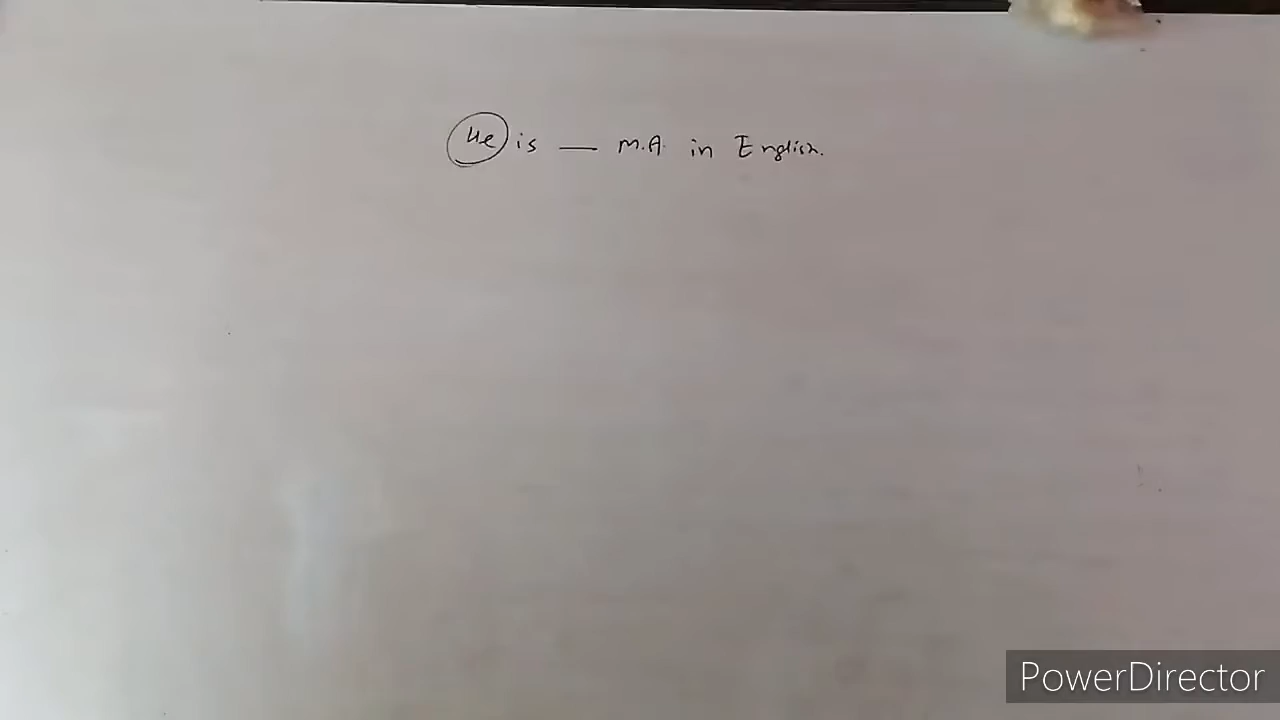 He is — M.A. in English.
PowerDirector